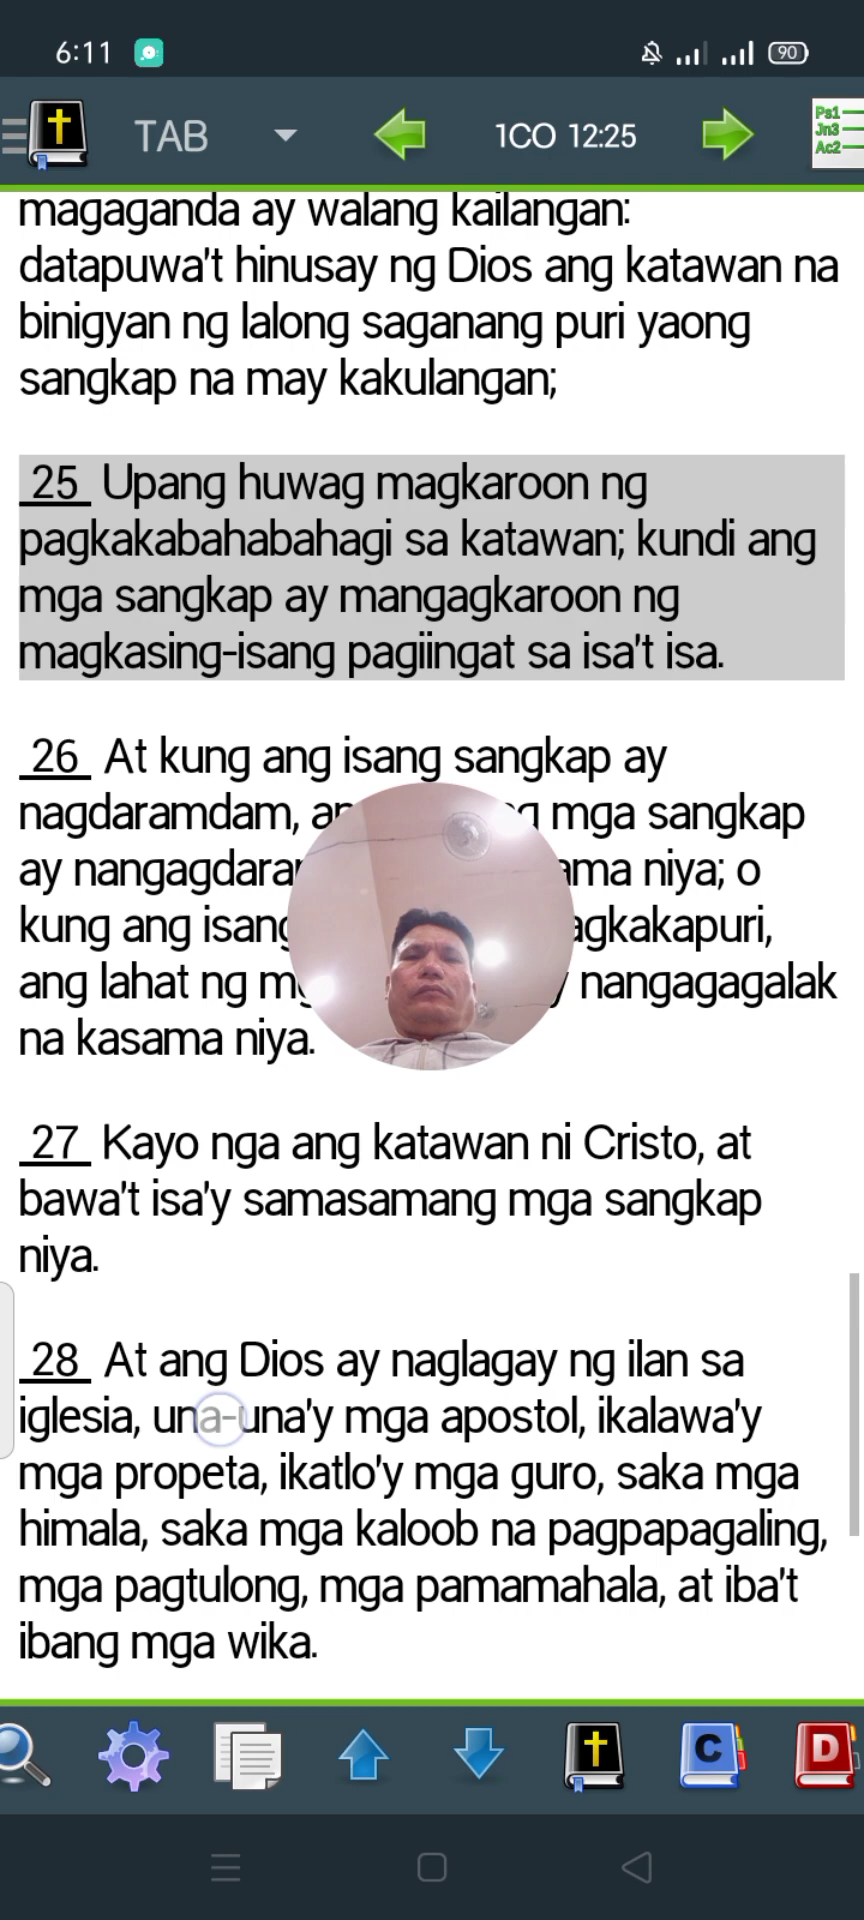 6:11
90
TAB
1CO 12:25
Ps1
Jn3
Ac2
magaganda ay walang kailangan:
datapuwa't hinusay ng Dios ang katawan na
binigyan ng lalong saganang puri yaong
sangkap na may kakulangan;
25 Upang huwag magkaroon ng
pagkakabahabahagi sa katawan; kundi ang
mga sangkap ay mangagkaroon ng
magkasing-isang pagiingat sa isa't isa.
26 At kung ang isang sangkap ay
nagdaramdam, mga sangkap
ay niya; o
kung ang
ang lahat ng nangagagalak
na kasama niya.
27 Kayo nga ang katawan ni Cristo, at
bawa't isa'y samasamang mga sangkap
niya.
28 At ang Dios ay naglagay ng ilan sa
iglesia, una-una'y mga apostol, ikalawa'y
mga propeta, ikatlo'y mga guro, saka mga
himala, saka mga kaloob na pagpapagaling,
mga pagtulong, mga pamamahala, at iba't
ibang mga wika.
C
D